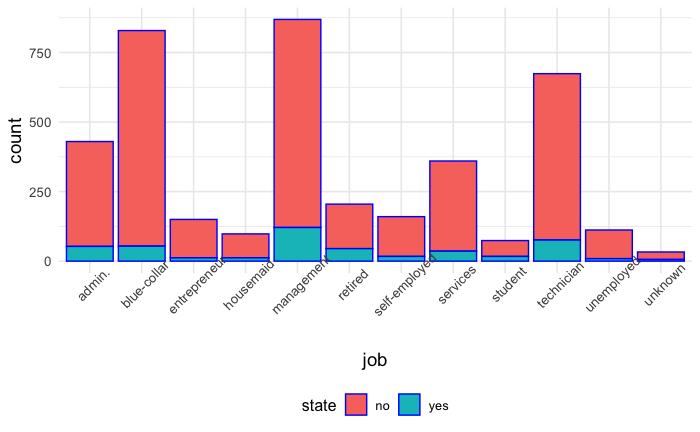 count
750
500
250
0
admin.
blue-collar
entrepreneur
housemaid
management
retired
self-employed
services
student
technician
unemployed
unknown
job
state no yes